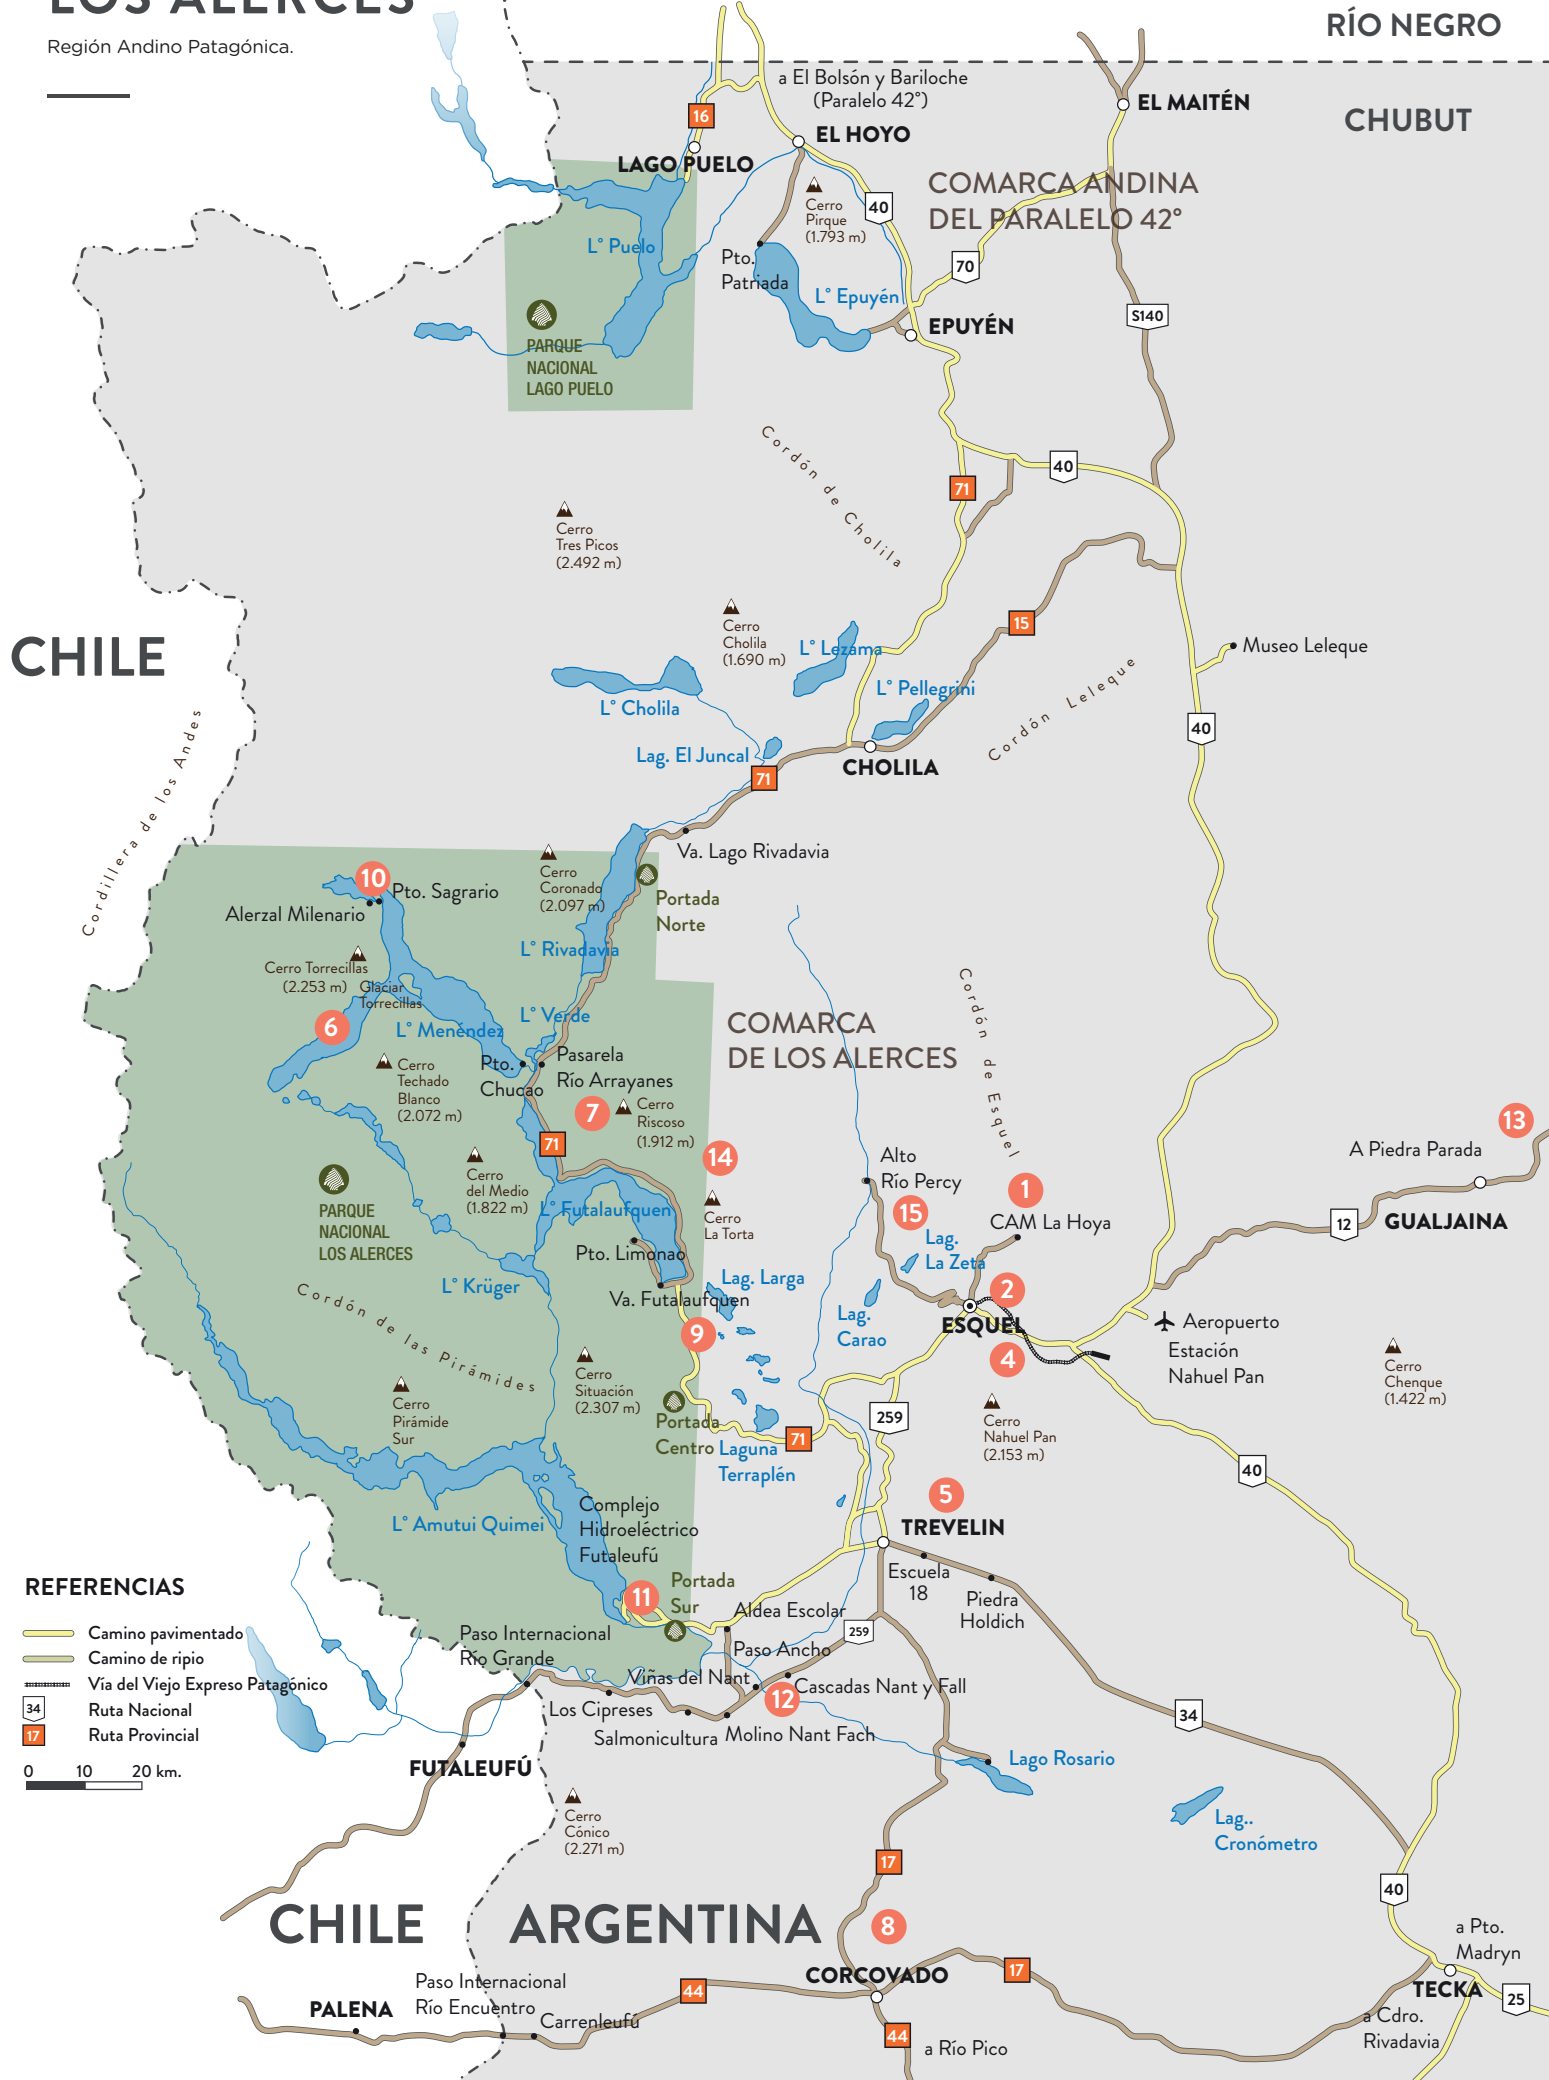 LOS ALERCES
Región Andino Patagónica.
RÍO NEGRO
CHUBUT
a El Bolsón y Bariloche
(Paralelo 42°)
EL MAITÉN
16
EL HOYO
LAGO PUELO
COMARCA ANDINA
DEL PARALELO 42°
Cerro
Pirque
(1.793 m)
40
L° Puelo
Pto.
Patriada
70
L° Epuyén
S140
EPUYÉN
PARQUE
NACIONAL
LAGO PUELO
Cordón de Cholila
40
71
Cerro
Tres Picos
(2.492 m)
15
Cerro
Cholila
(1.690 m)
L° Lezama
Museo Leleque
CHILE
L° Pellegrini
Cordón Leleque
L° Cholila
40
Lag. El Juncal
CHOLILA
71
Cordillera de los Andes
Va. Lago Rivadavia
Cerro
Coronado
(2.097 m)
10
Pto. Sagrario
Alerzal Milenario
Portada
Norte
L° Rivadavia
Cerro Torrecillas
(2.253 m)
Glaciar
Torrecillas
6
L° Menéndez
L° Verde
COMARCA
DE LOS ALERCES
Cordón de Esquel
Pto.
Chucao
Pasarela
Río Arrayanes
Cerro
Techado
Blanco
(2.072 m)
7
Cerro
Riscoso
(1.912 m)
71
14
13
A Piedra Parada
Cerro
del Medio
(1.822 m)
Alto
Río Percy
1
CAM La Hoya
15
12
GUALJAINA
PARQUE
NACIONAL
LOS ALERCES
L° Futalaufquen
Cerro
La Torta
Lag.
La Zeta
Pto. Limonao
L° Krüger
Va. Futalaufquen
Lag. Larga
2
ESQUEL
Lag.
Carao
9
4
Aeropuerto
Estación
Nahuel Pan
Cordón de las Pirámides
Cerro
Situación
(2.307 m)
Cerro
Pirámide
Sur
Cerro
Chenque
(1.422 m)
Portada
Centro
259
Cerro
Nahuel Pan
(2.153 m)
71
Laguna
Terraplén
40
5
TREVELIN
L° Amutui Quimei
Complejo
Hidroeléctrico
Futaleufú
Escuela
18
Piedra
Holdich
REFERENCIAS
Camino pavimentado
Camino de ripio
Vía del Viejo Expreso Patagónico
34
Ruta Nacional
17
Ruta Provincial
0 10 20 km.
11
Portada
Sur
Aldea Escolar
259
Paso Internacional
Río Grande
Paso Ancho
Viñas del Nant
Cascadas Nant y Fall
12
Los Cipreses
Salmonicultura
Molino Nant Fach
34
FUTALEUFÚ
Lago Rosario
Cerro
Cónico
(2.271 m)
Lag..
Cronómetro
17
40
CHILE
ARGENTINA
8
a Pto.
Madryn
CORCOVADO
17
TECKA
25
Paso Internacional
Río Encuentro
PALENA
44
Carrenleufú
44
a Río Pico
a Cdro.
Rivadavia